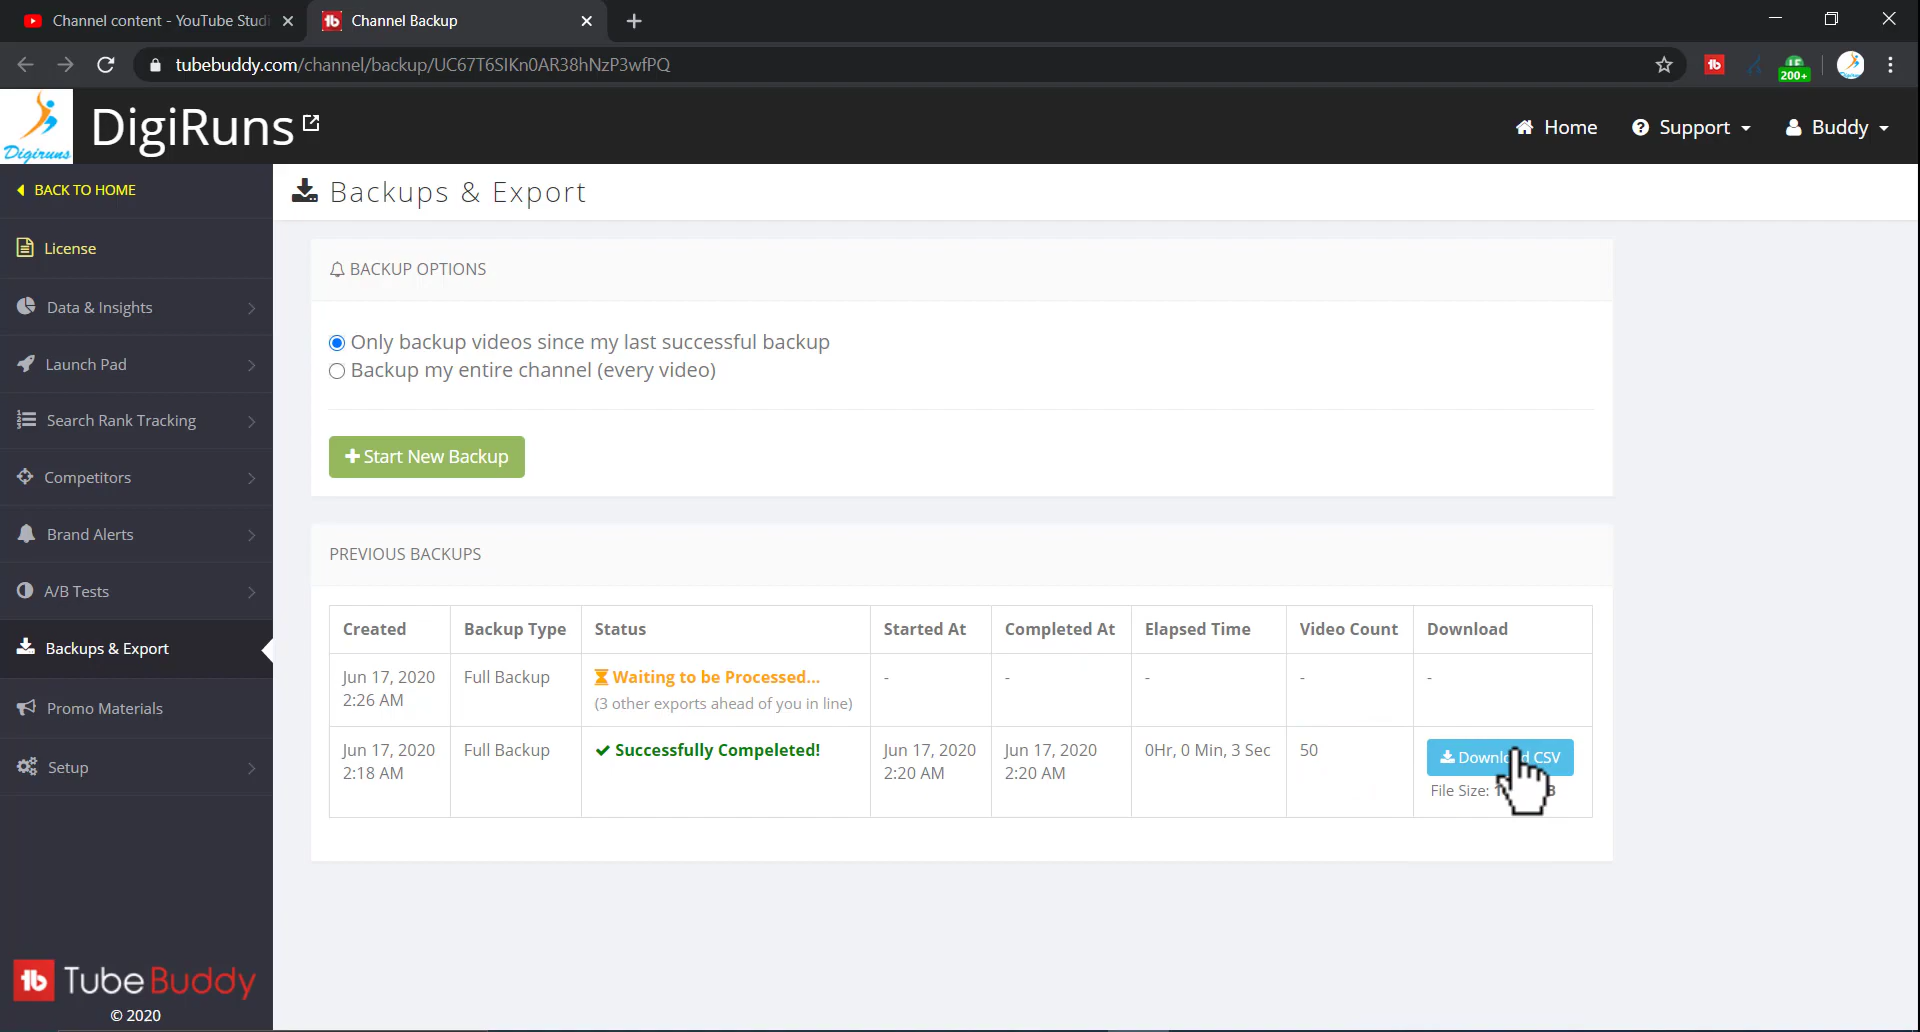 Channel content - YouTube Studi
Channel Backup
tubebuddy.com/channel/backup/UC67T6SIKn0AR38hNzP3wfPQ
200+
Digiruns
DigiRuns
Home
Support
Buddy
BACK TO HOME
Backups & Export
License
BACKUP OPTIONS
Data & Insights
Only backup videos since my last successful backup
Launch Pad
Backup my entire channel (every video)
Search Rank Tracking
Start New Backup
Competitors
Brand Alerts
PREVIOUS BACKUPS
A/B Tests
Created Backup Type Status Started At Completed At Elapsed Time Video Count Download
Backups & Export
Jun 17, 2020 Full Backup Waiting to be Processed... - - - - -
2:26 AM (3 other exports ahead of you in line)
Promo Materials
Jun 17, 2020 Full Backup Successfully Compeleted! Jun 17, 2020 Jun 17, 2020 0Hr, 0 Min, 3 Sec 50 CSV
2:18 AM 2:20 AM 2:20 AM
Setup
File Size:
tb TubeBuddy
© 2020